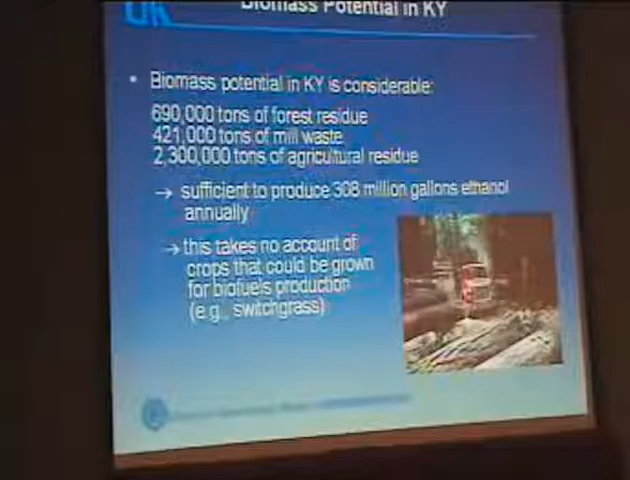 UK
Biomass Potential in KY
• Biomass potential in KY is considerable:
690,000 tons of forest residue
421,000 tons of mill waste
2,300,000 tons of agricultural residue
→ sufficient to produce 308 million gallons ethanol
annually
→ this takes no account of
crops that could be grown
for biofuels production
(e.g., switchgrass)